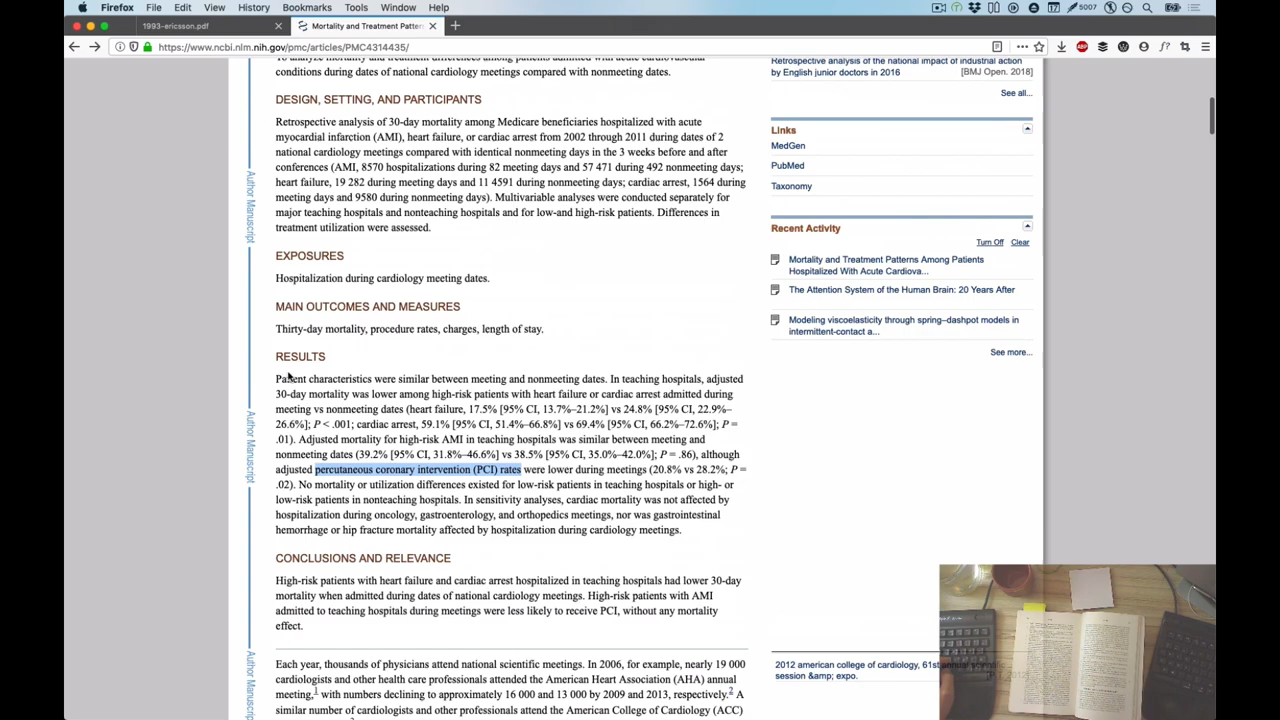 Firefox File Edit View History Bookmarks Tools Window Help
5007
1993-ericsson.pdf
Mortality and Treatment Patter
https://www.ncbi.nlm.nih.gov/pmc/articles/PMC4314435/
To analyze mortality and treatment differences among patients admitted with acute cardiovascular
conditions during dates of national cardiology meetings compared with nonmeeting dates.
DESIGN, SETTING, AND PARTICIPANTS
Retrospective analysis of 30-day mortality among Medicare beneficiaries hospitalized with acute
myocardial infarction (AMI), heart failure, or cardiac arrest from 2002 through 2011 during dates of 2
national cardiology meetings compared with identical nonmeeting days in the 3 weeks before and after
conferences (AMI, 8570 hospitalizations during 82 meeting days and 57 471 during 492 nonmeeting days;
heart failure, 19 282 during meeting days and 11 4591 during nonmeeting days; cardiac arrest, 1564 during
meeting days and 9580 during nonmeeting days). Multivariable analyses were conducted separately for
major teaching hospitals and nonteaching hospitals and for low-and high-risk patients. Differences in
treatment utilization were assessed.
EXPOSURES
Hospitalization during cardiology meeting dates.
MAIN OUTCOMES AND MEASURES
Thirty-day mortality, procedure rates, charges, length of stay.
RESULTS
Patient characteristics were similar between meeting and nonmeeting dates. In teaching hospitals, adjusted
30-day mortality was lower among high-risk patients with heart failure or cardiac arrest admitted during
meeting vs nonmeeting dates (heart failure, 17.5% [95% CI, 13.7%–21.2%] vs 24.8% [95% CI, 22.9%–
26.6%]; P < .001; cardiac arrest, 59.1% [95% CI, 51.4%–66.8%] vs 69.4% [95% CI, 66.2%–72.6%]; P =
.01). Adjusted mortality for high-risk AMI in teaching hospitals was similar between meeting and
nonmeeting dates (39.2% [95% CI, 31.8%–46.6%] vs 38.5% [95% CI, 35.0%–42.0%]; P = .86), although
adjusted percutaneous coronary intervention (PCI) rates were lower during meetings (20.8% vs 28.2%; P =
.02). No mortality or utilization differences existed for low-risk patients in teaching hospitals or high- or
low-risk patients in nonteaching hospitals. In sensitivity analyses, cardiac mortality was not affected by
hospitalization during oncology, gastroenterology, and orthopedics meetings, nor was gastrointestinal
hemorrhage or hip fracture mortality affected by hospitalization during cardiology meetings.
CONCLUSIONS AND RELEVANCE
High-risk patients with heart failure and cardiac arrest hospitalized in teaching hospitals had lower 30-day
mortality when admitted during dates of national cardiology meetings. High-risk patients with AMI
admitted to teaching hospitals during meetings were less likely to receive PCI, without any mortality
effect.
Each year, thousands of physicians attend national scientific meetings. In 2006, for example, nearly 19 000
cardiologists and other health care professionals attended the American Heart Association (AHA) annual
meeting,1 with numbers declining to approximately 16 000 and 13 000 by 2009 and 2013, respectively.2 A
similar number of cardiologists and other professionals attend the American College of Cardiology (ACC)
Author Manuscript
Author Manuscript
Author Manuscript
Retrospective analysis of the national impact of industrial action
by English junior doctors in 2016 [BMJ Open. 2018]
See all...
Links
MedGen
PubMed
Taxonomy
Recent Activity
Turn Off Clear
Mortality and Treatment Patterns Among Patients
Hospitalized With Acute Cardiova...
The Attention System of the Human Brain: 20 Years After
Modeling viscoelasticity through spring–dashpot models in
intermittent-contact a...
See more...
2012 american college of cardiology, 61st annual scientific
session &amp; expo.